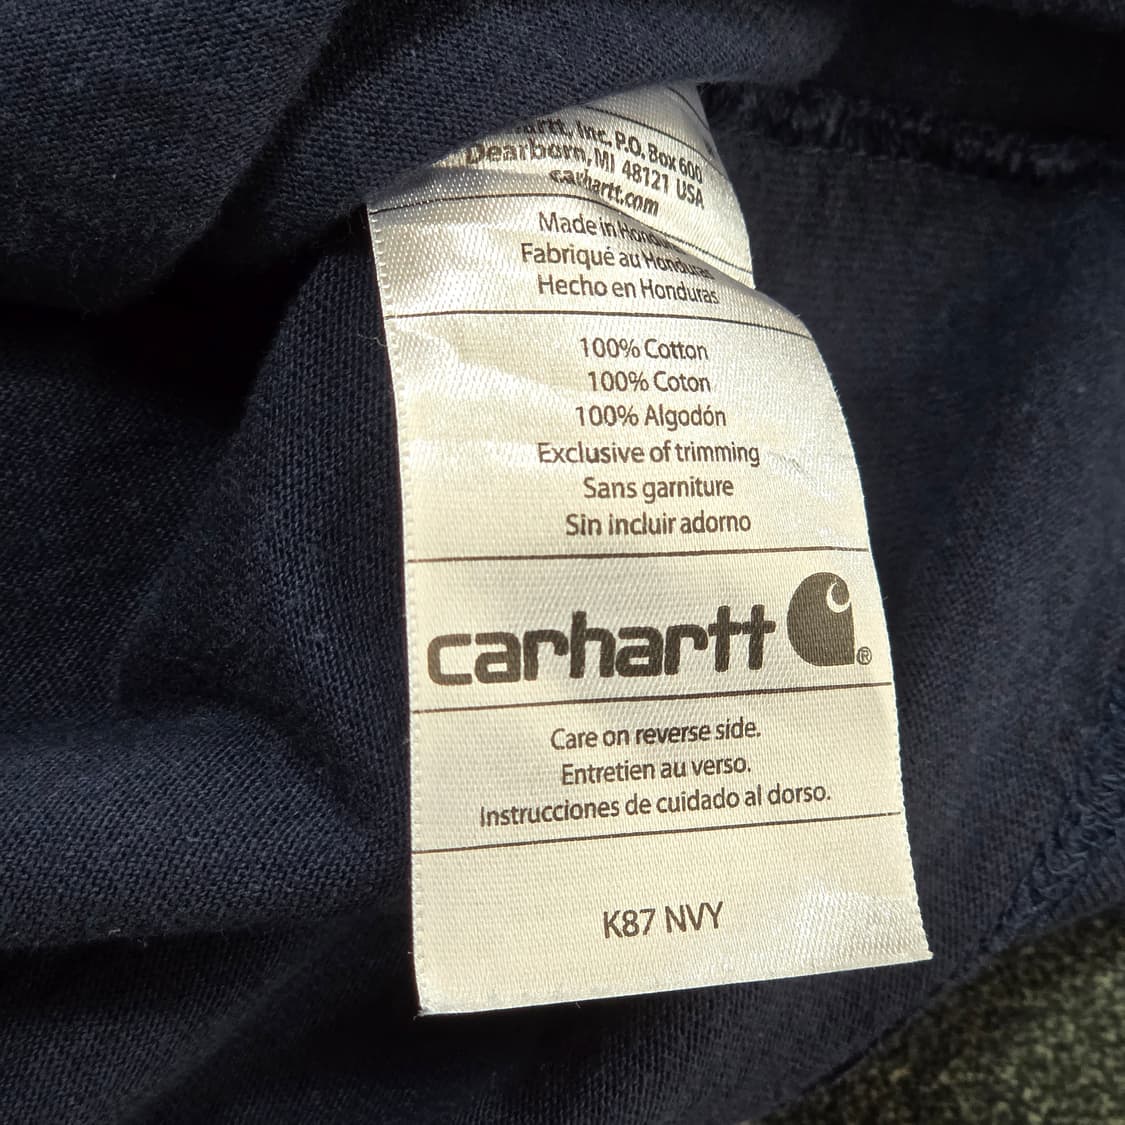 Inc. P.O. Box 600
Dearborn, MI 48121 USA
carhartt.com
Made in
Fabriqué au Honduras
Hecho en Honduras
100% Cotton
100% Coton
100% Algodón
Exclusive of trimming
Sans garniture
Sin incluir adorno
carhartt
®
Care on reverse side.
Entretien au verso.
Instrucciones de cuidado al dorso.
K87 NVY